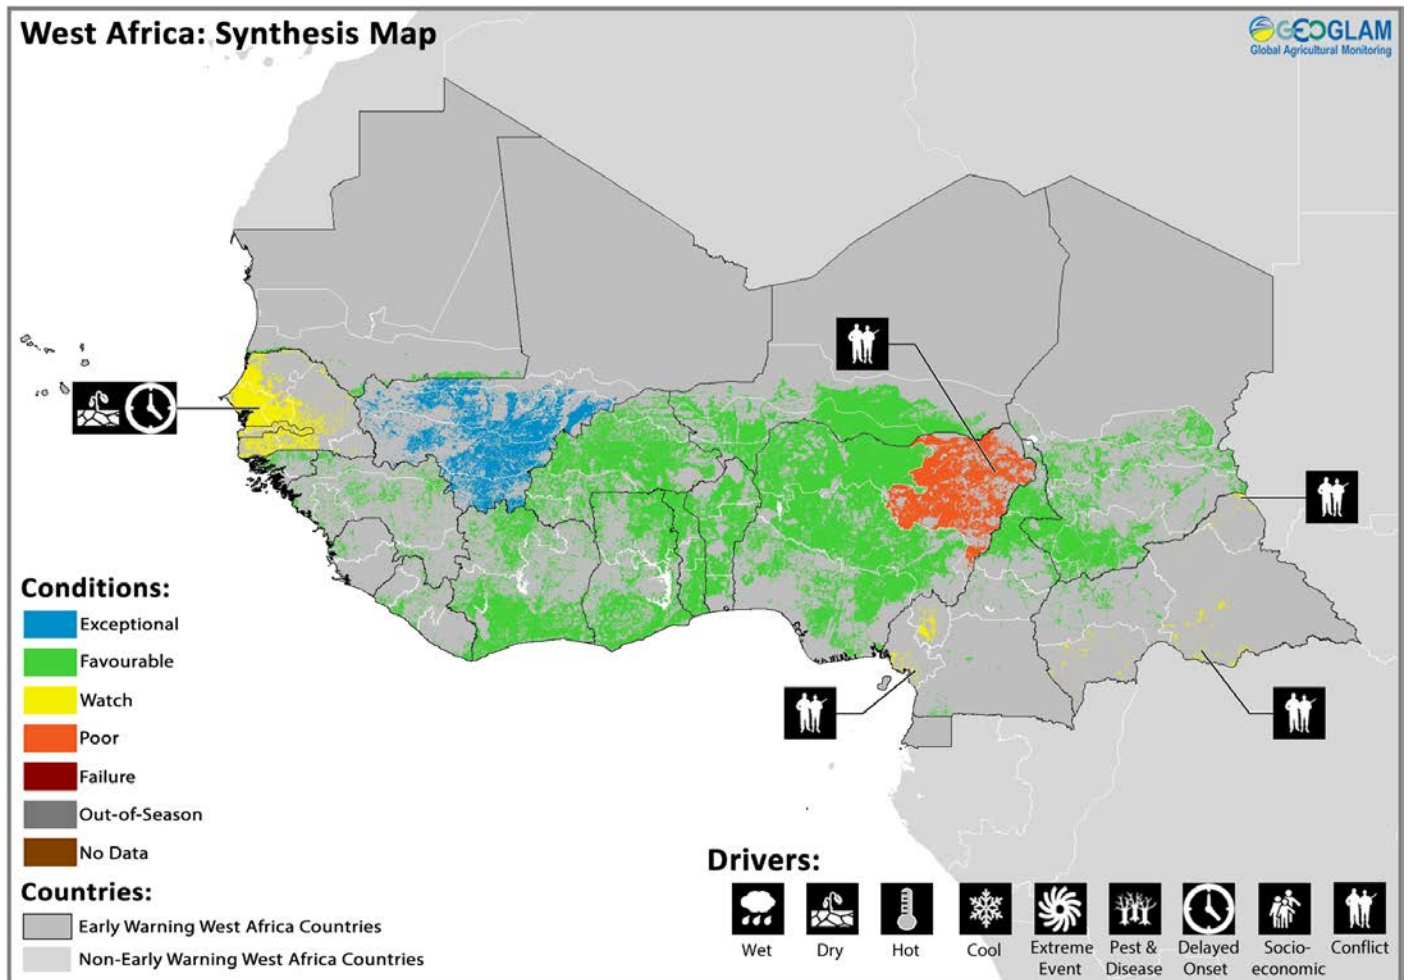 West Africa: Synthesis Map
GEOGLAM
Global Agricultural Monitoring
Conditions:
Exceptional
Favourable
Watch
Poor
Failure
Out-of-Season
No Data
Countries:
Early Warning West Africa Countries
Non-Early Warning West Africa Countries
Drivers:
Wet
Dry
Hot
Cool
Extreme
Event
Pest &
Disease
Delayed
Onset
Socio-
economic
Conflict